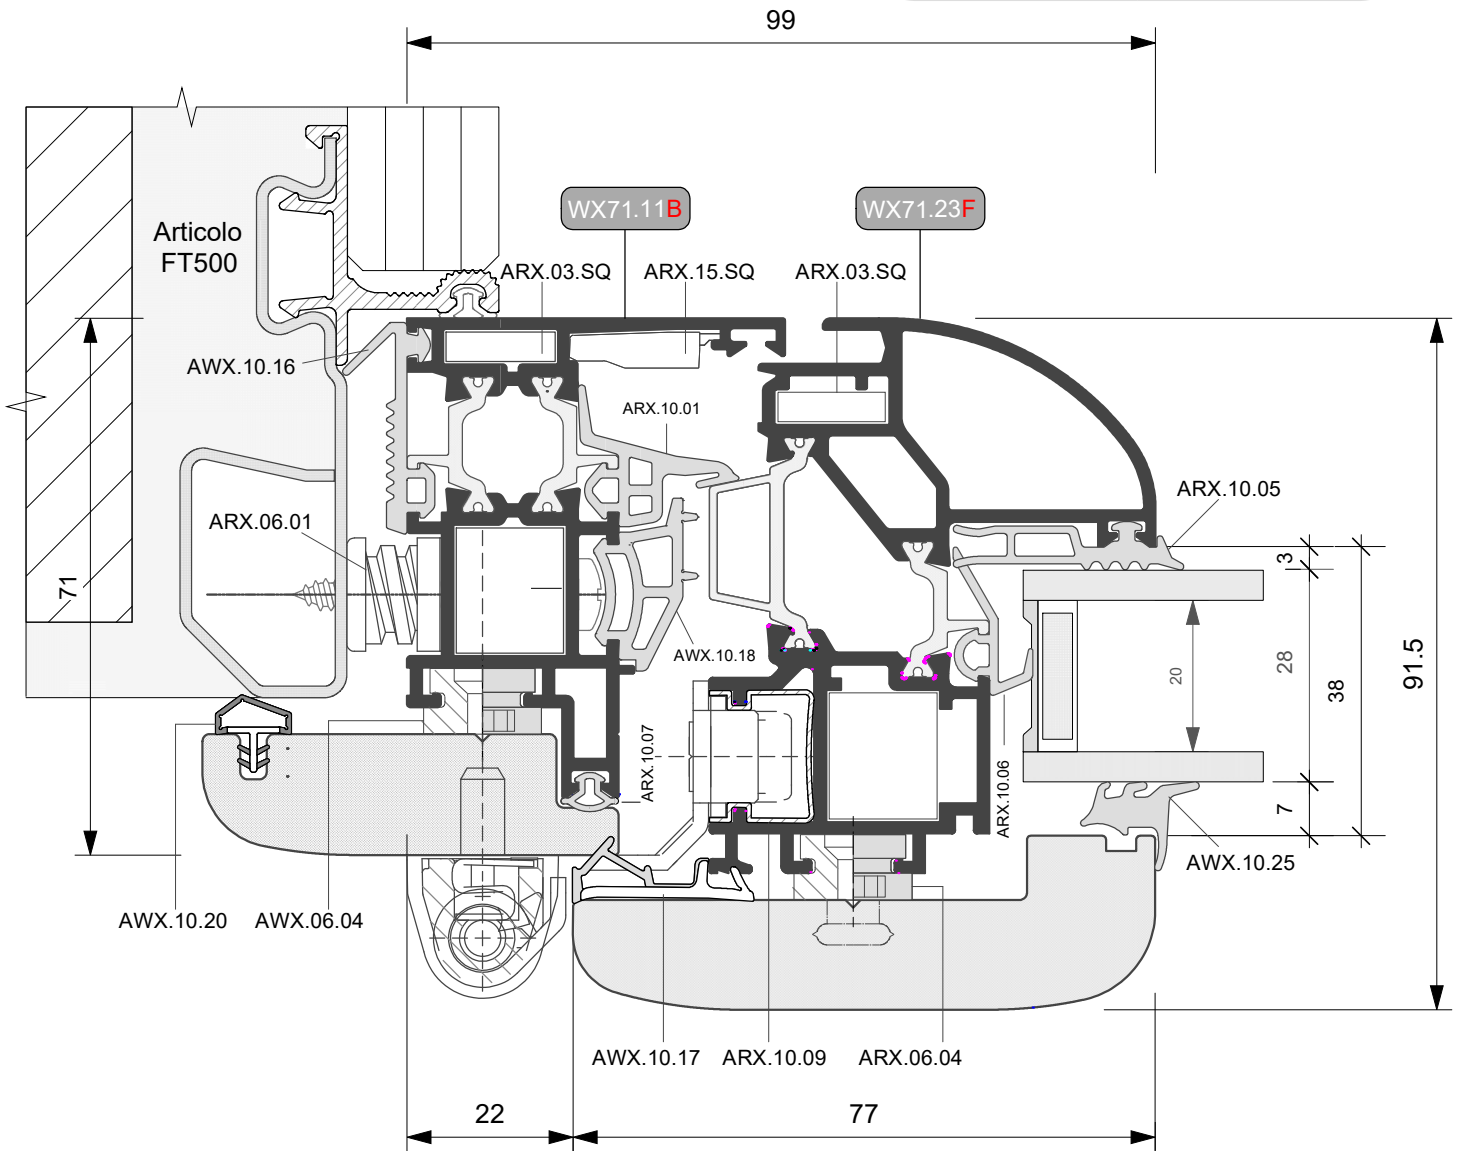 99
WX71.11B
WX71.23F
Articolo
FT500
ARX.03.SQ
ARX.15.SQ
ARX.03.SQ
AWX.10.16
ARX.10.01
ARX.10.05
ARX.06.01
71
3
AWX.10.18
20
28
38
91.5
ARX.10.07
ARX.10.06
7
AWX.10.25
AWX.10.20
AWX.06.04
AWX.10.17
ARX.10.09
ARX.06.04
22
77